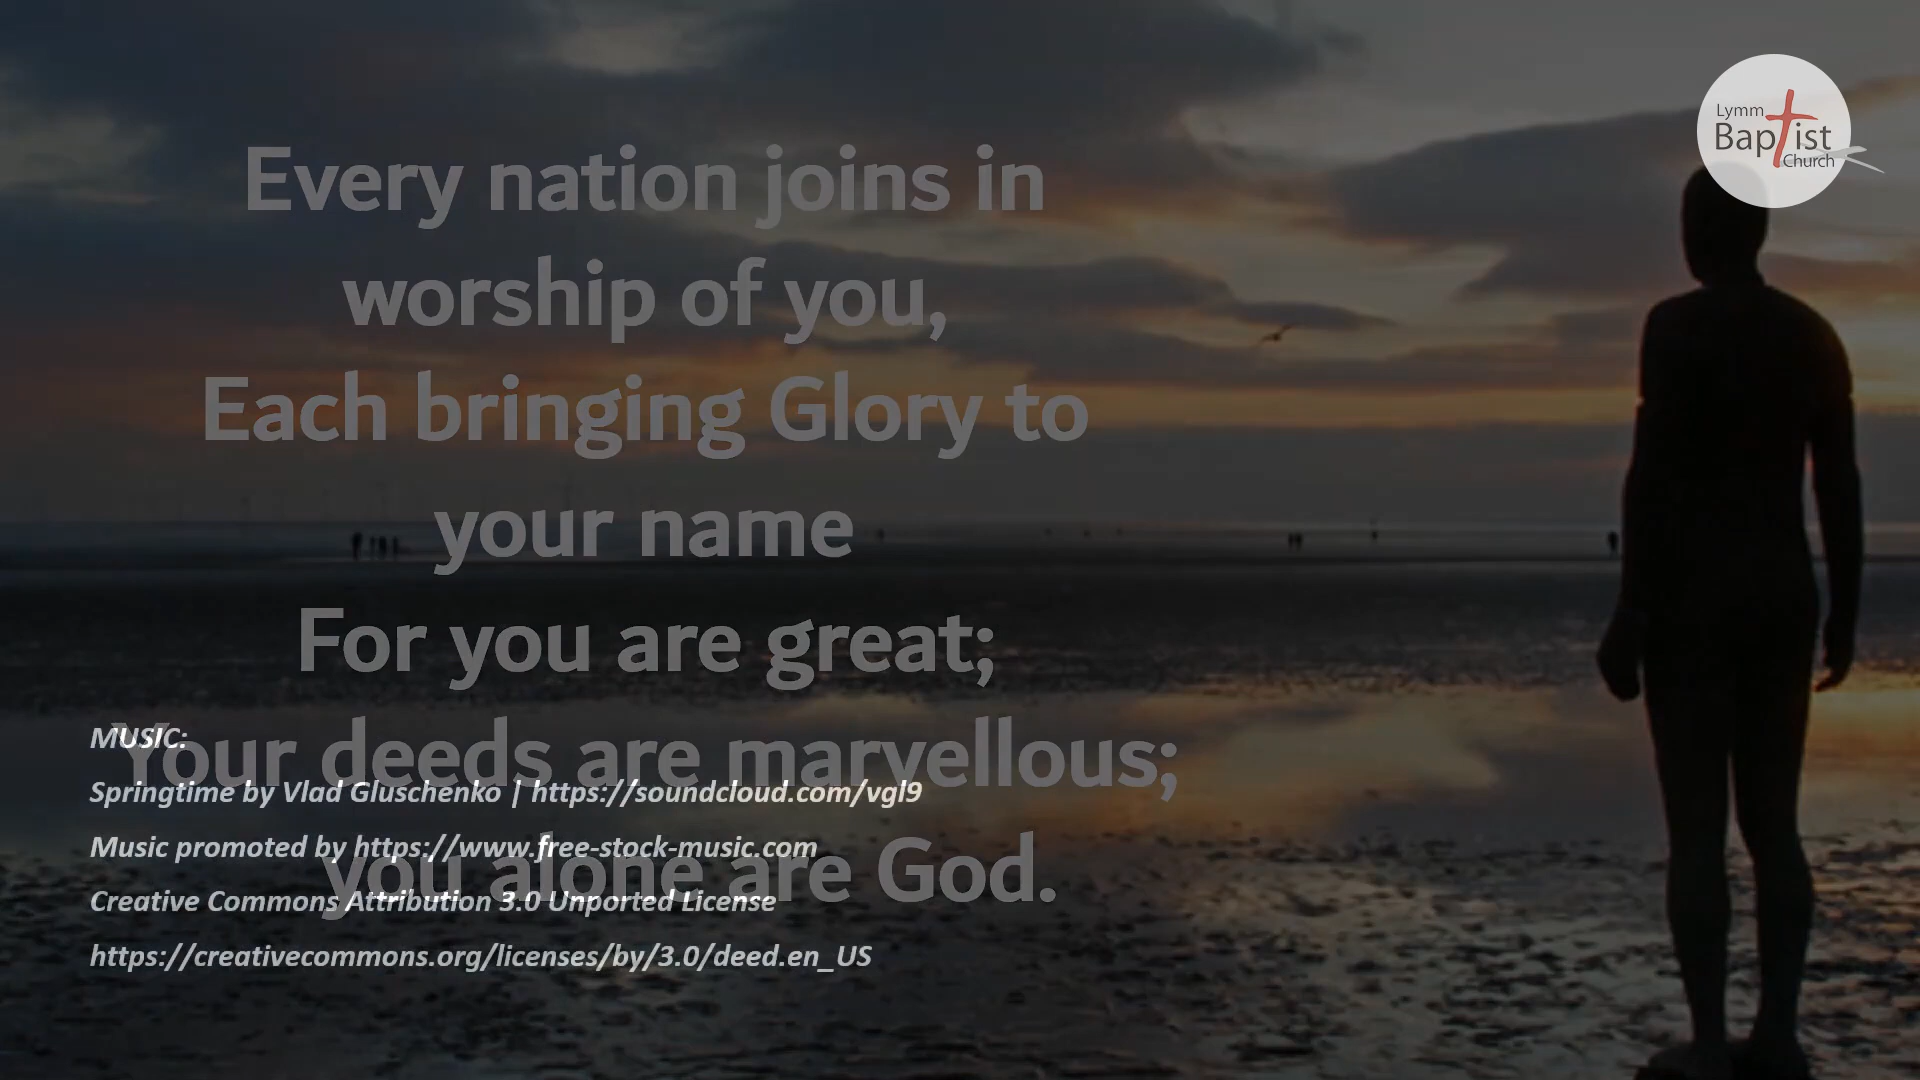 Lymm
Baptist
Church
Every nation joins in
worship of you,
Each bringing Glory to
your name
For you are great;
Your deeds are marvellous;
you alone are God.
MUSIC:
Springtime by Vlad Gluschenko | https://soundcloud.com/vgl9
Music promoted by https://www.free-stock-music.com
Creative Commons Attribution 3.0 Unported License
https://creativecommons.org/licenses/by/3.0/deed.en_US